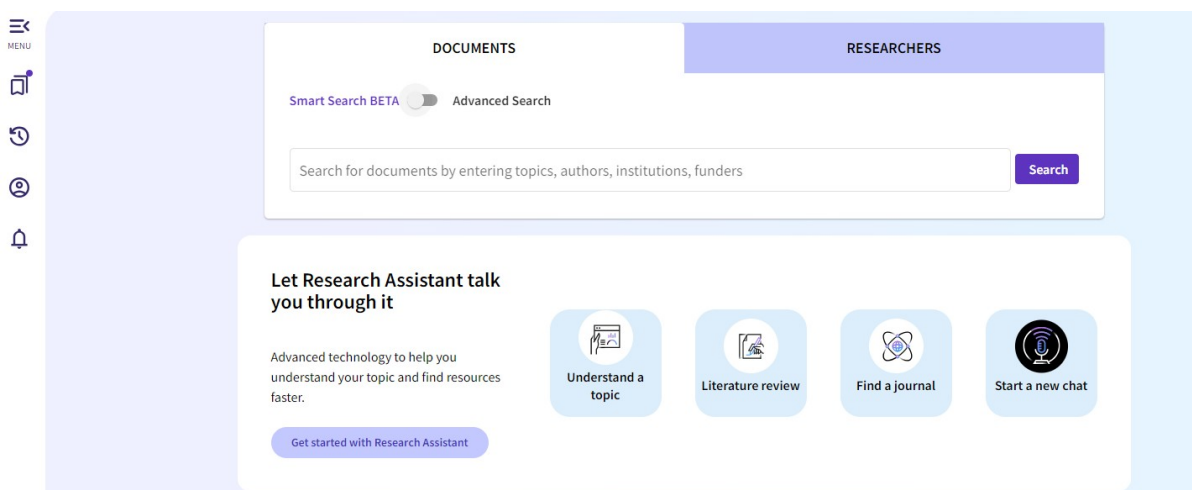 MENU
DOCUMENTS
RESEARCHERS
Smart Search BETA
Advanced Search
Search for documents by entering topics, authors, institutions, funders
Search
Let Research Assistant talk
you through it
Advanced technology to help you
understand your topic and find resources
faster.
Get started with Research Assistant
Understand a
topic
Literature review
Find a journal
Start a new chat